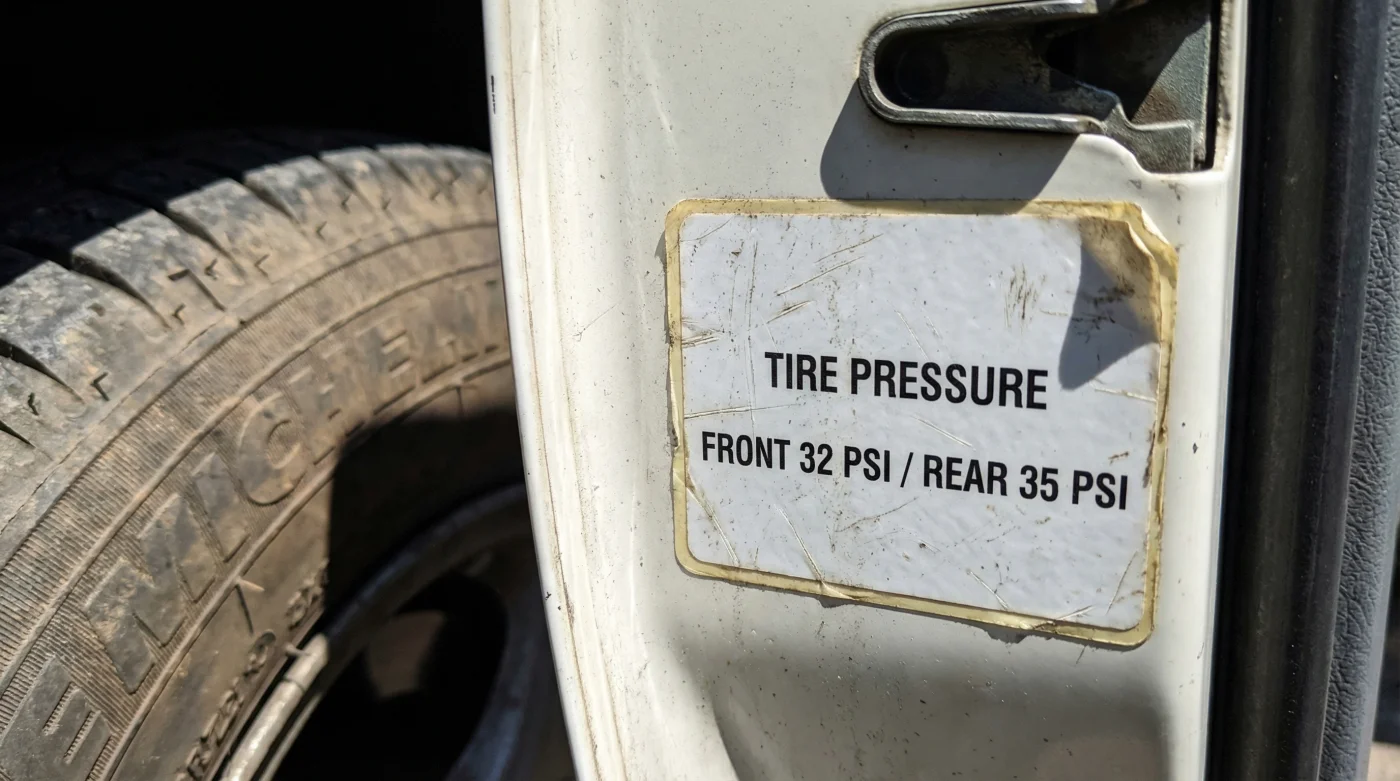 TIRE PRESSURE
FRONT 32 PSI / REAR 35 PSI